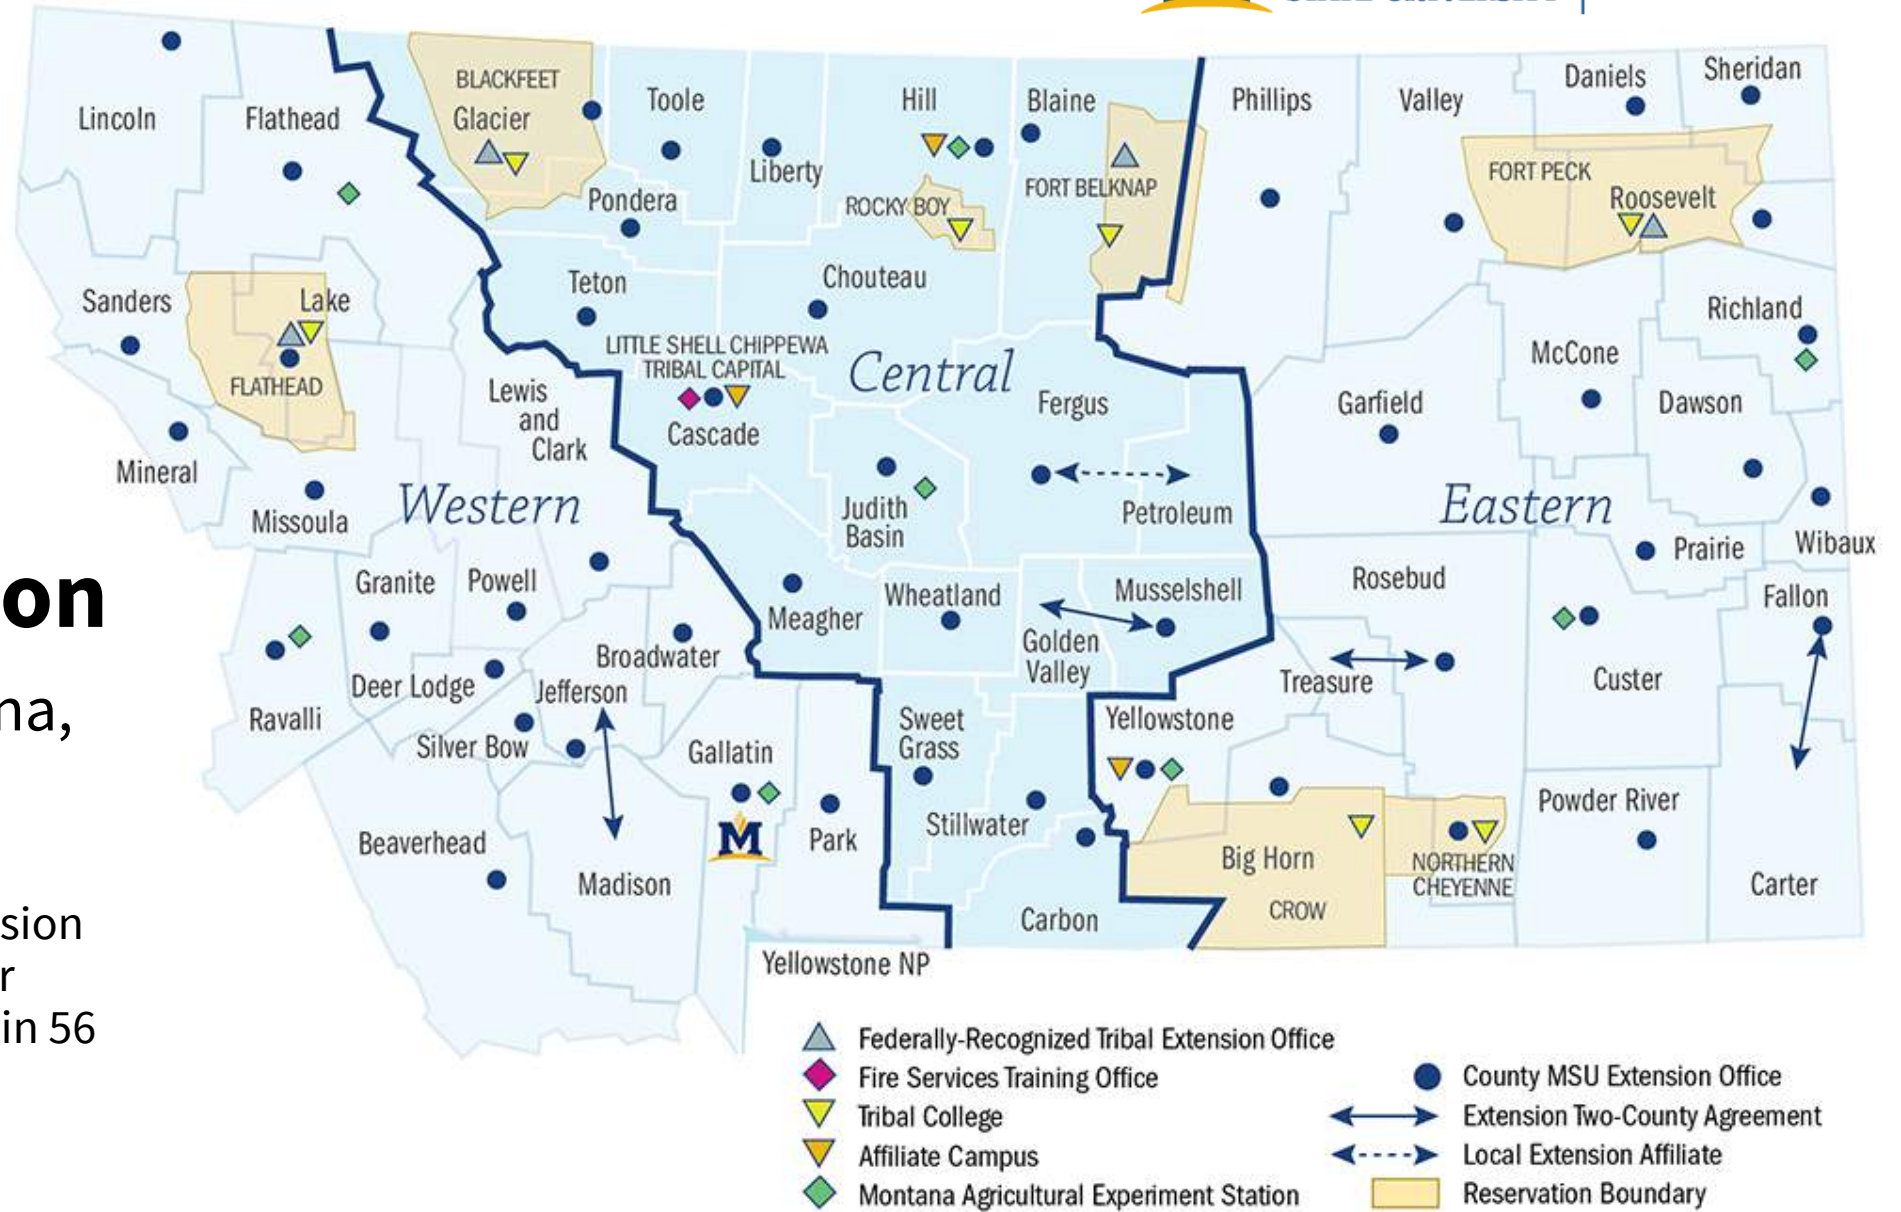 STATE UNIVERSITY
on
na,
sion
r
in 56
Lincoln
Flathead
BLACKFEET
Glacier
Toole
Liberty
Hill
Blaine
Phillips
Valley
Daniels
Sheridan
Pondera
ROCKY BOY
FORT BELKNAP
FORT PECK
Roosevelt
Sanders
Lake
FLATHEAD
Teton
Chouteau
Richland
LITTLE SHELL CHIPPEWA
TRIBAL CAPITAL
Cascade
Central
Fergus
Garfield
McCone
Dawson
Lewis
and
Clark
Mineral
Missoula
Western
Judith
Basin
Petroleum
Eastern
Prairie
Wibaux
Granite
Powell
Meagher
Wheatland
Golden
Valley
Musselshell
Rosebud
Fallon
Broadwater
Deer Lodge
Jefferson
Treasure
Custer
Ravalli
Silver Bow
Gallatin
Sweet
Grass
Yellowstone
Beaverhead
Madison
M
Park
Stillwater
Big Horn
NORTHERN
CHEYENNE
Powder River
Carter
CROW
Carbon
Yellowstone NP
Federally-Recognized Tribal Extension Office
Fire Services Training Office
Tribal College
Affiliate Campus
Montana Agricultural Experiment Station
County MSU Extension Office
Extension Two-County Agreement
Local Extension Affiliate
Reservation Boundary